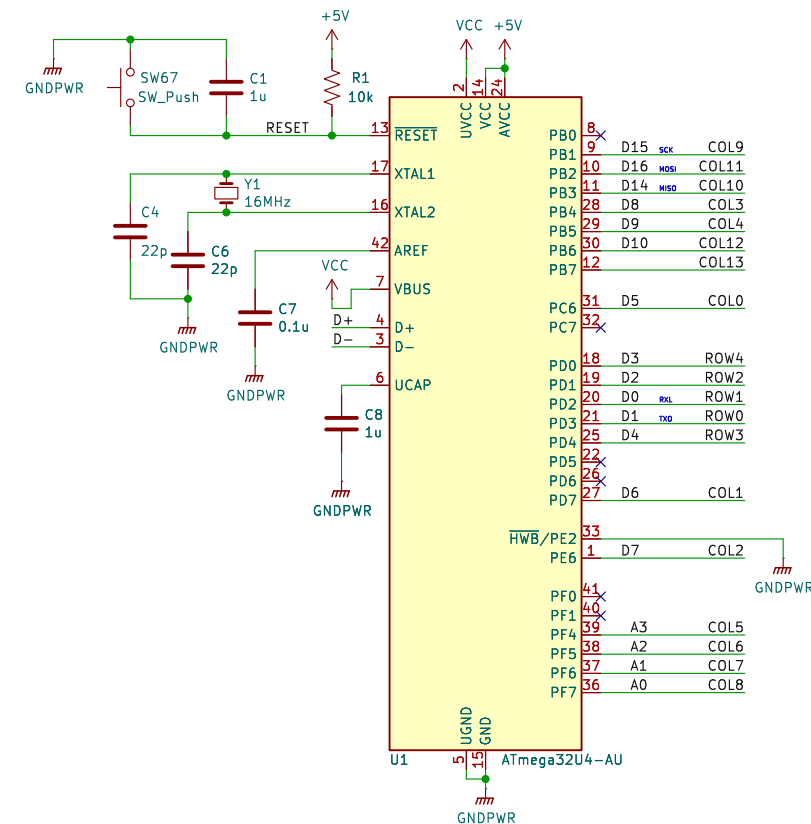 +5V
VCC +5V
GNDPWR
SW67
SW_Push
C1
1u
R1
10k
RESET
2 UVCC
14 VCC
24 AVCC
13 RESET
17 XTAL1
Y1
16MHz
16 XTAL2
C4
22p
C6
22p
GNDPWR
42 AREF
VCC
7 VBUS
C7
0.1u
GNDPWR
D+ 4 D+
D- 3 D-
6 UCAP
C8
1u
GNDPWR
PB0 8
PB1 9 D15 SCK COL9
PB2 10 D16 MOSI COL11
PB3 11 D14 MISO COL10
PB4 28 D8 COL3
PB5 29 D9 COL4
PB6 30 D10 COL12
PB7 12 COL13
PC6 31 D5 COL0
PC7 32
PD0 18 D3 ROW4
PD1 19 D2 ROW2
PD2 20 D0 RXL ROW1
PD3 21 D1 TXO ROW0
PD4 25 D4 ROW3
PD5 22
PD6 26
PD7 27 D6 COL1
HWB/PE2 33
PE6 1 D7 COL2
GNDPWR
PF0 41
PF1 40
PF4 39 A3 COL5
PF5 38 A2 COL6
PF6 37 A1 COL7
PF7 36 A0 COL8
UGND 5
GND 15
U1 ATmega32U4-AU
GNDPWR